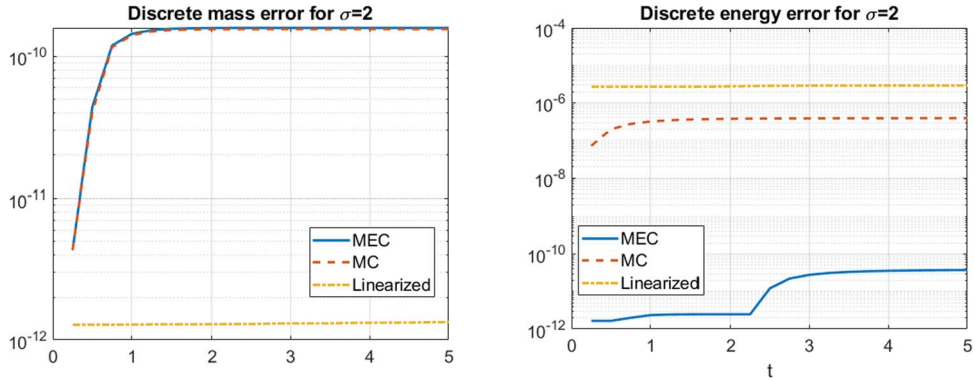 Discrete mass error for σ=2
10^-10
10^-11
10^-12
MEC
MC
Linearized
0 1 2 3 4 5
Discrete energy error for σ=2
10^-4
10^-6
10^-8
10^-10
10^-12
MEC
MC
Linearized
0 1 2 3 4 5
t